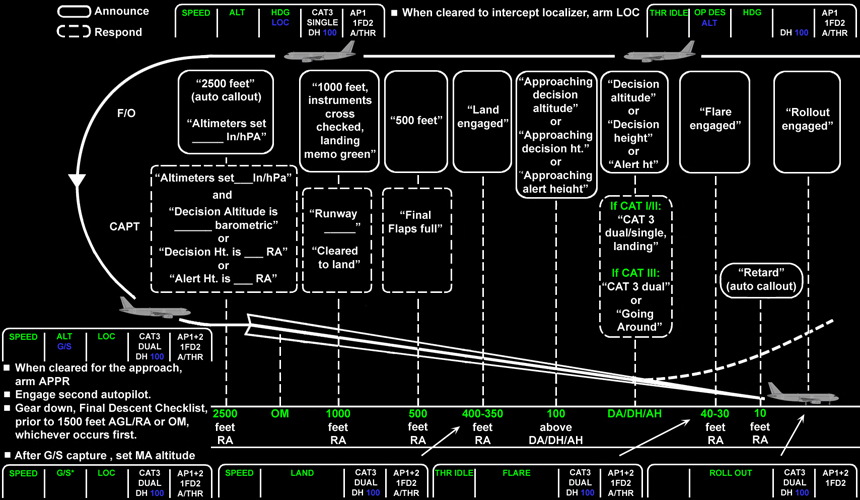 Announce
Respond
SPEED ALT HDG CAT3 AP1
LOC SINGLE 1FD2
DH 100 A/THR
■ When cleared to intercept localizer, arm LOC
THR IDLE OP DES HDG AP1
ALT 1FD2
DH 100 A/THR
F/O
“2500 feet”
(auto callout)
“Altimeters set
_____ In/hPA”
“1000 feet,
instruments
cross
checked,
landing
memo green”
“500 feet”
“Land
engaged”
“Approaching
decision
altitude”
or
“Approaching
decision ht.”
or
“Approaching
alert height”
“Decision
altitude”
or
“Decision
height”
or
“Alert ht”
“Flare
engaged”
“Rollout
engaged”
CAPT
“Altimeters set___In/hPa”
and
“Decision Altitude is
______ barometric”
or
“Decision Ht. is ___ RA”
or
“Alert Ht. is ___ RA”
“Runway
_____”
“Cleared
to land”
“Final
Flaps full”
If CAT I/II:
“CAT 3
dual/single,
landing”
If CAT III:
“CAT 3 dual”
or
“Going
Around”
“Retard”
(auto callout)
SPEED ALT LOC CAT3 AP1+2
G/S DUAL 1FD2
DH 100 A/THR
■ When cleared for the approach,
arm APPR
■ Engage second autopilot.
■ Gear down, Final Descent Checklist,
prior to 1500 feet AGL/RA or OM,
whichever occurs first.
■ After G/S capture , set MA altitude
2500
feet
RA
OM
1000
feet
RA
500
feet
RA
400-350
feet
RA
100
above
DA/DH/AH
DA/DH/AH
40-30
feet
RA
10
feet
RA
SPEED G/S* LOC CAT3 AP1+2
DUAL 1FD2
DH 100 A/THR
SPEED LAND CAT3 AP1+2
DUAL 1FD2
DH 100 A/THR
THR IDLE FLARE CAT3 AP1+2
DUAL 1FD2
DH 100 A/THR
ROLL OUT CAT3 AP1+2
DUAL 1FD2
DH 100 A/THR